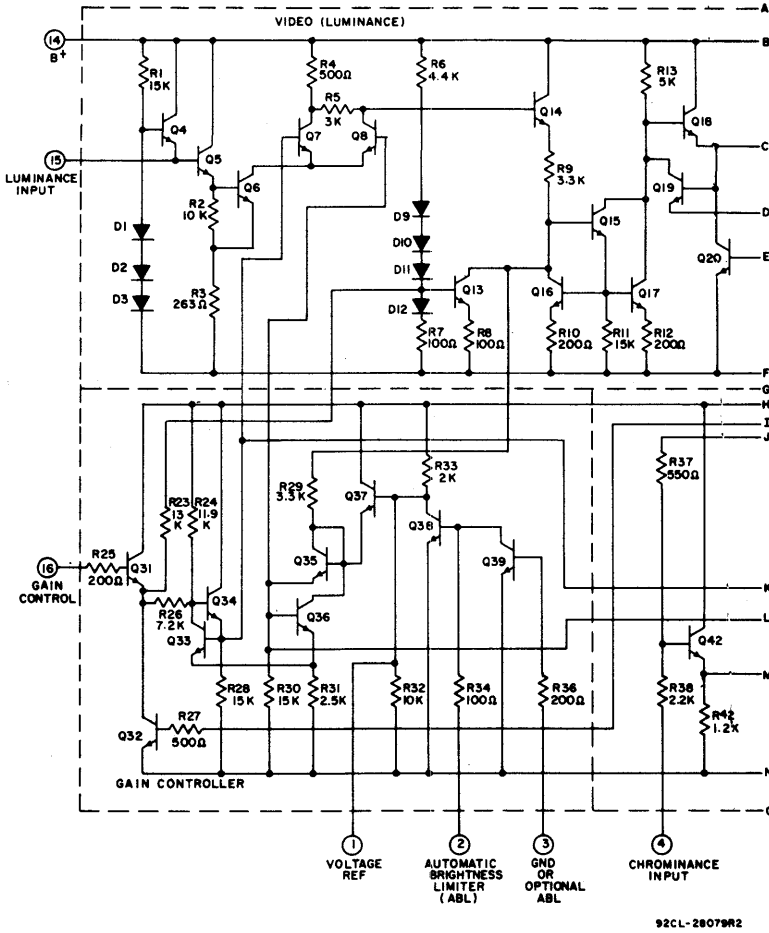 VIDEO (LUMINANCE)
A
14
B+
B
R1
15K
Q4
R4
500Ω
R5
3K
R6
4.4K
Q14
R13
5K
Q18
15
LUMINANCE
INPUT
Q5
Q6
Q7
Q8
R9
3.3K
C
Q19
D
R2
10K
D1
D9
D10
Q15
Q20
E
D2
D11
Q13
Q16
Q17
D3
R3
263Ω
D12
R7
100Ω
R8
100Ω
R10
200Ω
R11
15K
R12
200Ω
F
G
H
I
J
R23
13
K
R24
11.9
K
R29
3.3K
Q37
R33
2K
R37
550Ω
Q38
16
GAIN
CONTROL
R25
200Ω
Q31
Q34
Q35
Q39
K
R26
7.2K
Q33
Q36
L
Q42
M
R28
15K
R30
15K
R31
2.5K
R32
10K
R34
100Ω
R36
200Ω
R38
2.2K
R42
1.2K
Q32
R27
500Ω
N
GAIN CONTROLLER
O
1
VOLTAGE
REF
2
AUTOMATIC
BRIGHTNESS
LIMITER
(ABL)
3
GND
OR
OPTIONAL
ABL
4
CHROMINANCE
INPUT
92CL-28079R2